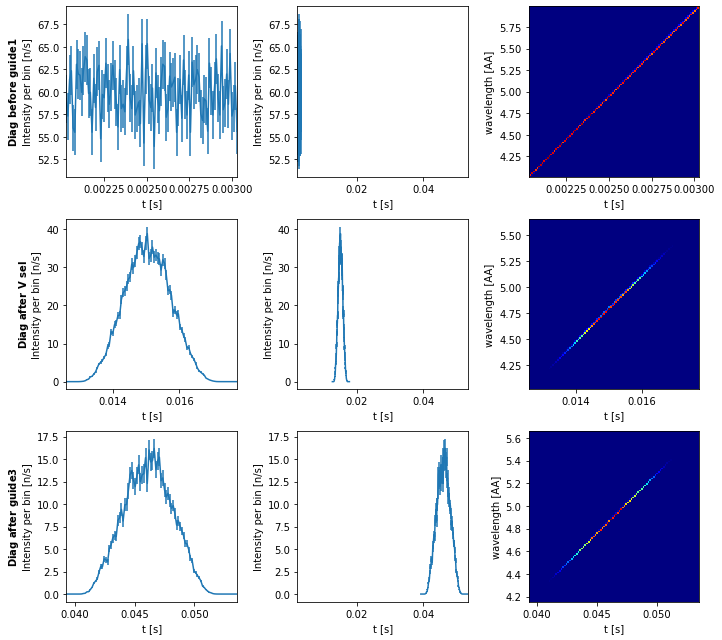 Diag before guide1
Intensity per bin [n/s]
67.5
65.0
62.5
60.0
57.5
55.0
52.5
0.00225 0.00250 0.00275 0.00300
t [s]
Intensity per bin [n/s]
67.5
65.0
62.5
60.0
57.5
55.0
52.5
0.02 0.04
t [s]
wavelength [AA]
5.75
5.50
5.25
5.00
4.75
4.50
4.25
0.00225 0.00250 0.00275 0.00300
t [s]
Diag after V sel
Intensity per bin [n/s]
40
30
20
10
0
0.014 0.016
t [s]
Intensity per bin [n/s]
40
30
20
10
0
0.02 0.04
t [s]
wavelength [AA]
5.50
5.25
5.00
4.75
4.50
4.25
0.014 0.016
t [s]
Diag after guide3
Intensity per bin [n/s]
17.5
15.0
12.5
10.0
7.5
5.0
2.5
0.0
0.040 0.045 0.050
t [s]
Intensity per bin [n/s]
17.5
15.0
12.5
10.0
7.5
5.0
2.5
0.0
0.02 0.04
t [s]
wavelength [AA]
5.6
5.4
5.2
5.0
4.8
4.6
4.4
4.2
0.040 0.045 0.050
t [s]